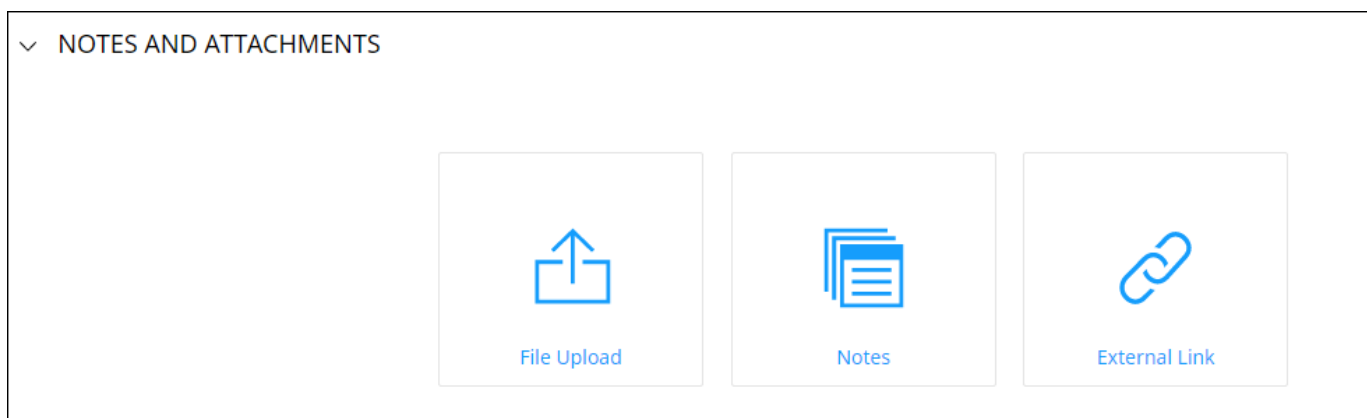 NOTES AND ATTACHMENTS
File Upload
Notes
External Link